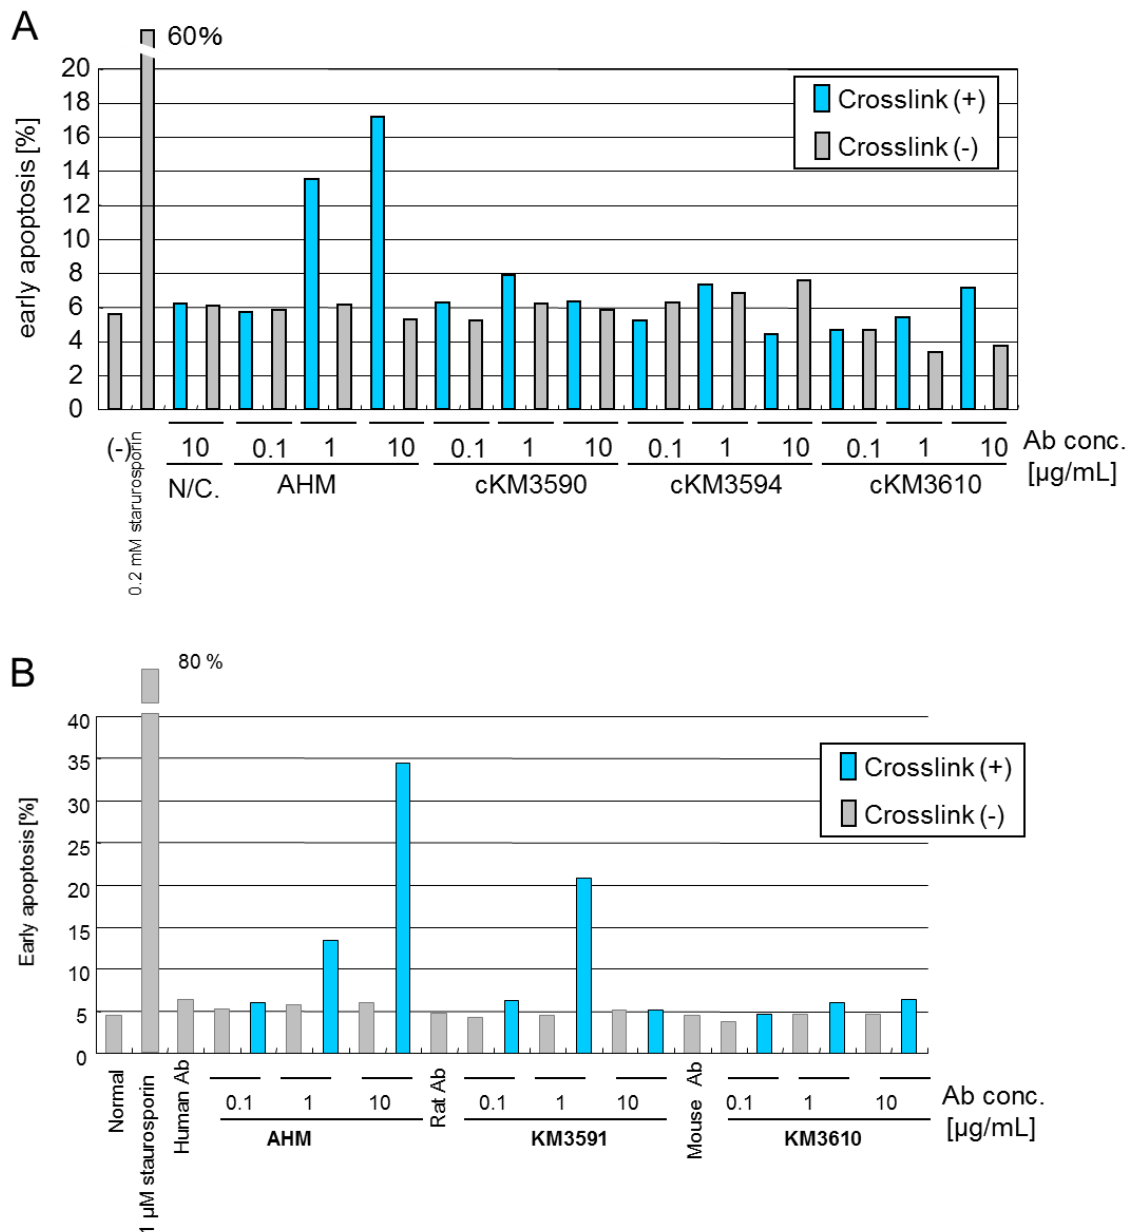 A
60%
20
18
16
14
12
10
8
6
4
2
0
early apoptosis [%]
Crosslink (+)
Crosslink (-)
(-)
0.2 mM starurosporin
10 0.1 1 10 0.1 1 10 0.1 1 10 0.1 1 10
Ab conc.
[µg/mL]
N/C. AHM cKM3590 cKM3594 cKM3610
B
80 %
40
35
30
25
20
15
10
5
0
Early apoptosis [%]
Crosslink (+)
Crosslink (-)
Normal
1 µM staurosporin
Human Ab
Rat Ab
Mouse Ab
0.1 1 10 0.1 1 10 0.1 1 10
Ab conc.
[µg/mL]
AHM KM3591 KM3610